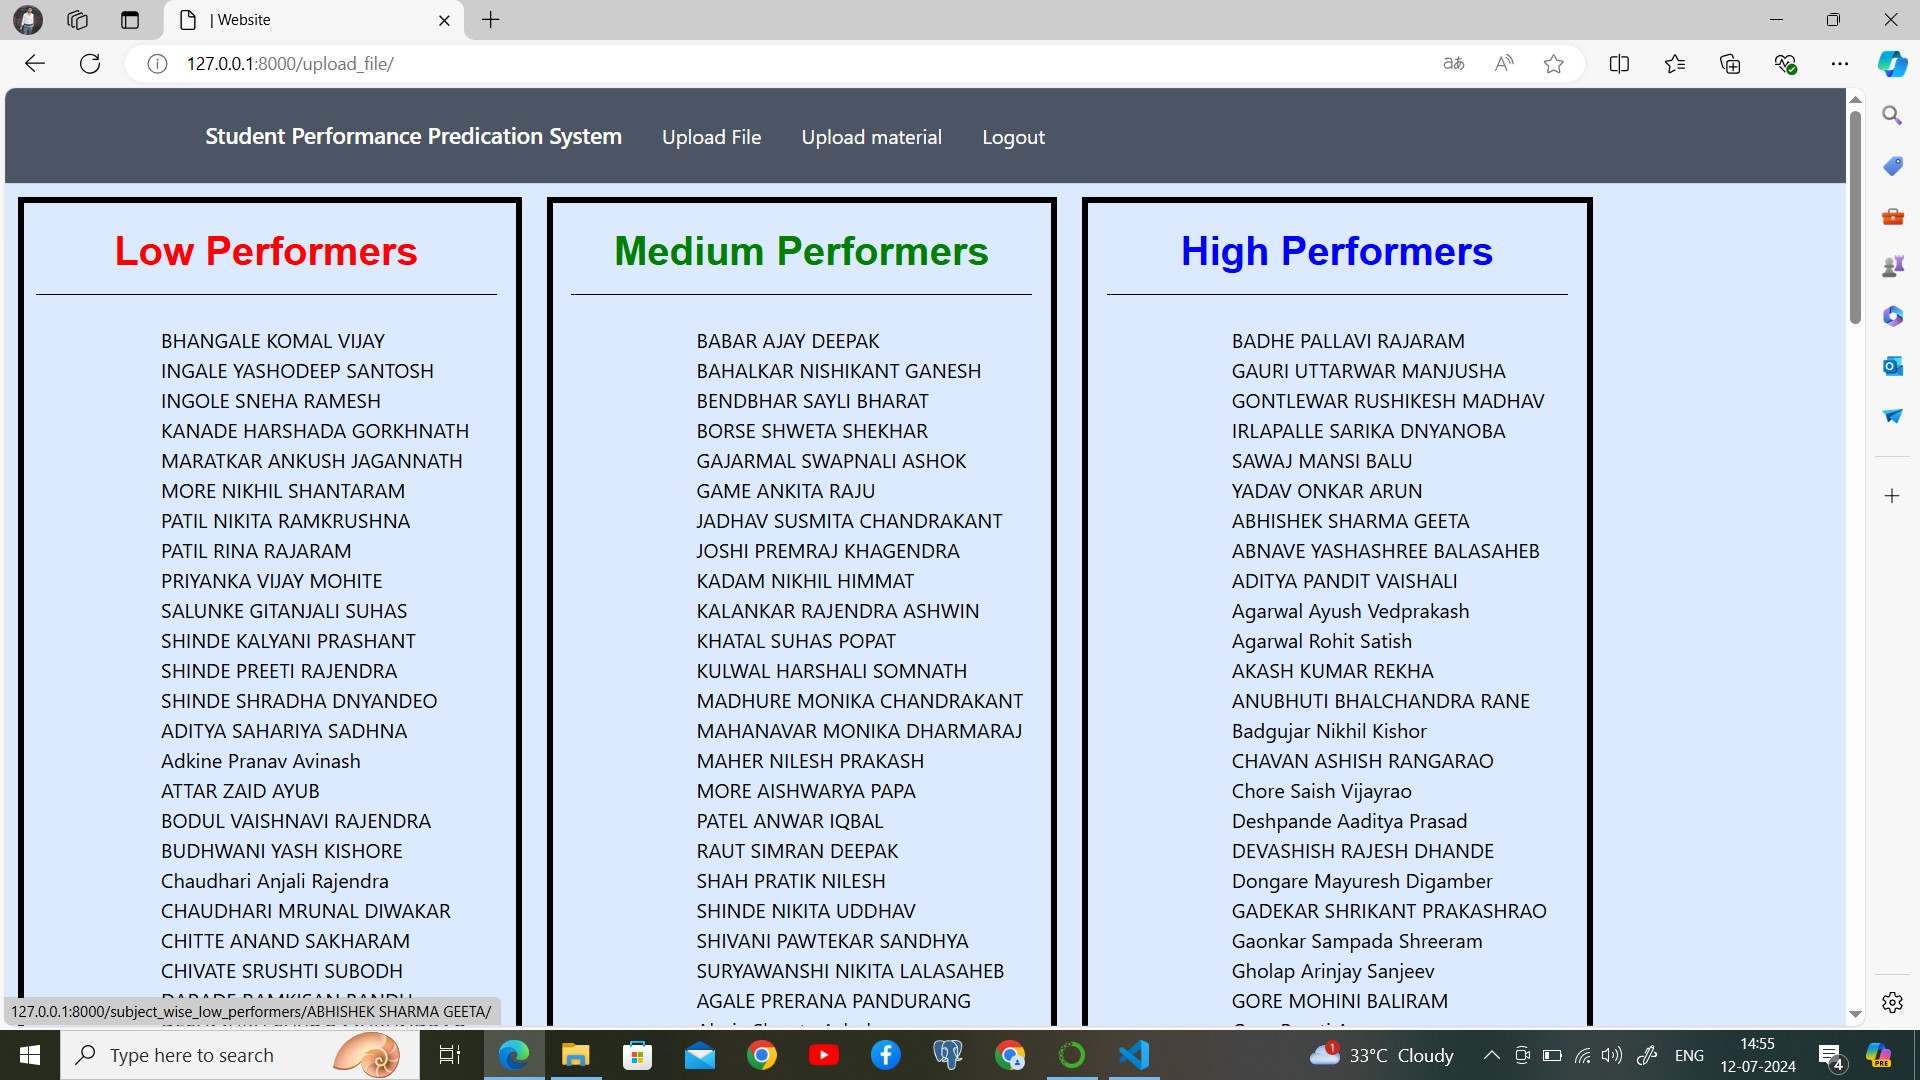 | Website
127.0.0.1:8000/upload_file/
Student Performance Predication System
Upload File
Upload material
Logout
Low Performers
BHANGALE KOMAL VIJAY
INGALE YASHODEEP SANTOSH
INGOLE SNEHA RAMESH
KANADE HARSHADA GORKHNATH
MARATKAR ANKUSH JAGANNATH
MORE NIKHIL SHANTARAM
PATIL NIKITA RAMKRUSHNA
PATIL RINA RAJARAM
PRIYANKA VIJAY MOHITE
SALUNKE GITANJALI SUHAS
SHINDE KALYANI PRASHANT
SHINDE PREETI RAJENDRA
SHINDE SHRADHA DNYANDEO
ADITYA SAHARIYA SADHNA
Adkine Pranav Avinash
ATTAR ZAID AYUB
BODUL VAISHNAVI RAJENDRA
BUDHWANI YASH KISHORE
Chaudhari Anjali Rajendra
CHAUDHARI MRUNAL DIWAKAR
CHITTE ANAND SAKHARAM
CHIVATE SRUSHTI SUBODH
Medium Performers
BABAR AJAY DEEPAK
BAHALKAR NISHIKANT GANESH
BENDBHAR SAYLI BHARAT
BORSE SHWETA SHEKHAR
GAJARMAL SWAPNALI ASHOK
GAME ANKITA RAJU
JADHAV SUSMITA CHANDRAKANT
JOSHI PREMRAJ KHAGENDRA
KADAM NIKHIL HIMMAT
KALANKAR RAJENDRA ASHWIN
KHATAL SUHAS POPAT
KULWAL HARSHALI SOMNATH
MADHURE MONIKA CHANDRAKANT
MAHANAVAR MONIKA DHARMARAJ
MAHER NILESH PRAKASH
MORE AISHWARYA PAPA
PATEL ANWAR IQBAL
RAUT SIMRAN DEEPAK
SHAH PRATIK NILESH
SHINDE NIKITA UDDHAV
SHIVANI PAWTEKAR SANDHYA
SURYAWANSHI NIKITA LALASAHEB
AGALE PRERANA PANDURANG
High Performers
BADHE PALLAVI RAJARAM
GAURI UTTARWAR MANJUSHA
GONTLEWAR RUSHIKESH MADHAV
IRLAPALLE SARIKA DNYANOBA
SAWAJ MANSI BALU
YADAV ONKAR ARUN
ABHISHEK SHARMA GEETA
ABNAVE YASHASHREE BALASAHEB
ADITYA PANDIT VAISHALI
Agarwal Ayush Vedprakash
Agarwal Rohit Satish
AKASH KUMAR REKHA
ANUBHUTI BHALCHANDRA RANE
Badgujar Nikhil Kishor
CHAVAN ASHISH RANGARAO
Chore Saish Vijayrao
Deshpande Aaditya Prasad
DEVASHISH RAJESH DHANDE
Dongare Mayuresh Digamber
GADEKAR SHRIKANT PRAKASHRAO
Gaonkar Sampada Shreeram
Gholap Arinjay Sanjeev
GORE MOHINI BALIRAM
127.0.0.1:8000/subject_wise_low_performers/ABHISHEK SHARMA GEETA/
Type here to search
1
33°C Cloudy
ENG
14:55
12-07-2024
4
PRE